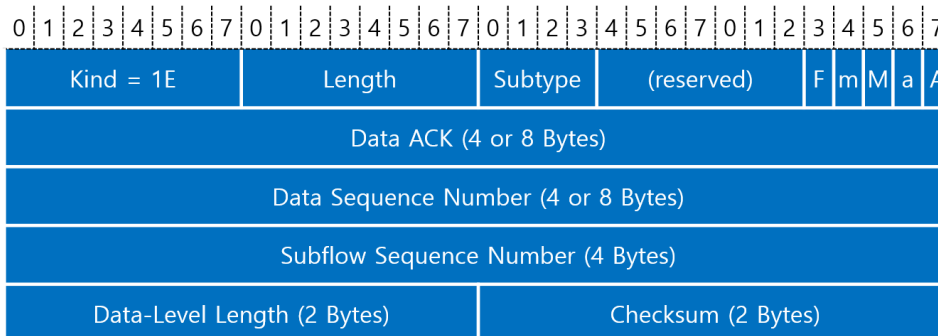 0 1 2 3 4 5 6 7 0 1 2 3 4 5 6 7 0 1 2 3 4 5 6 7 0 1 2 3 4 5 6 7
Kind = 1E Length Subtype (reserved) F m M a A
Data ACK (4 or 8 Bytes)
Data Sequence Number (4 or 8 Bytes)
Subflow Sequence Number (4 Bytes)
Data-Level Length (2 Bytes) Checksum (2 Bytes)